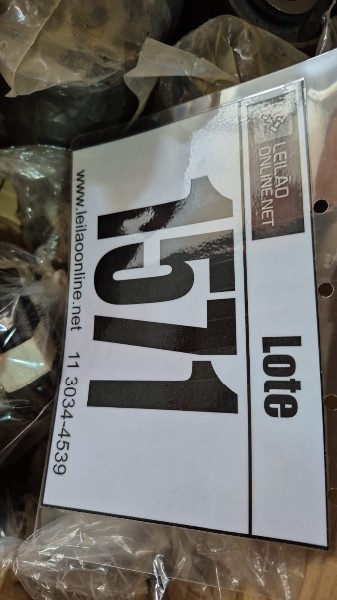 LEILÃO
ONLINE.NET
Lote
1571
www.leilaoonline.net 11 3034-4539